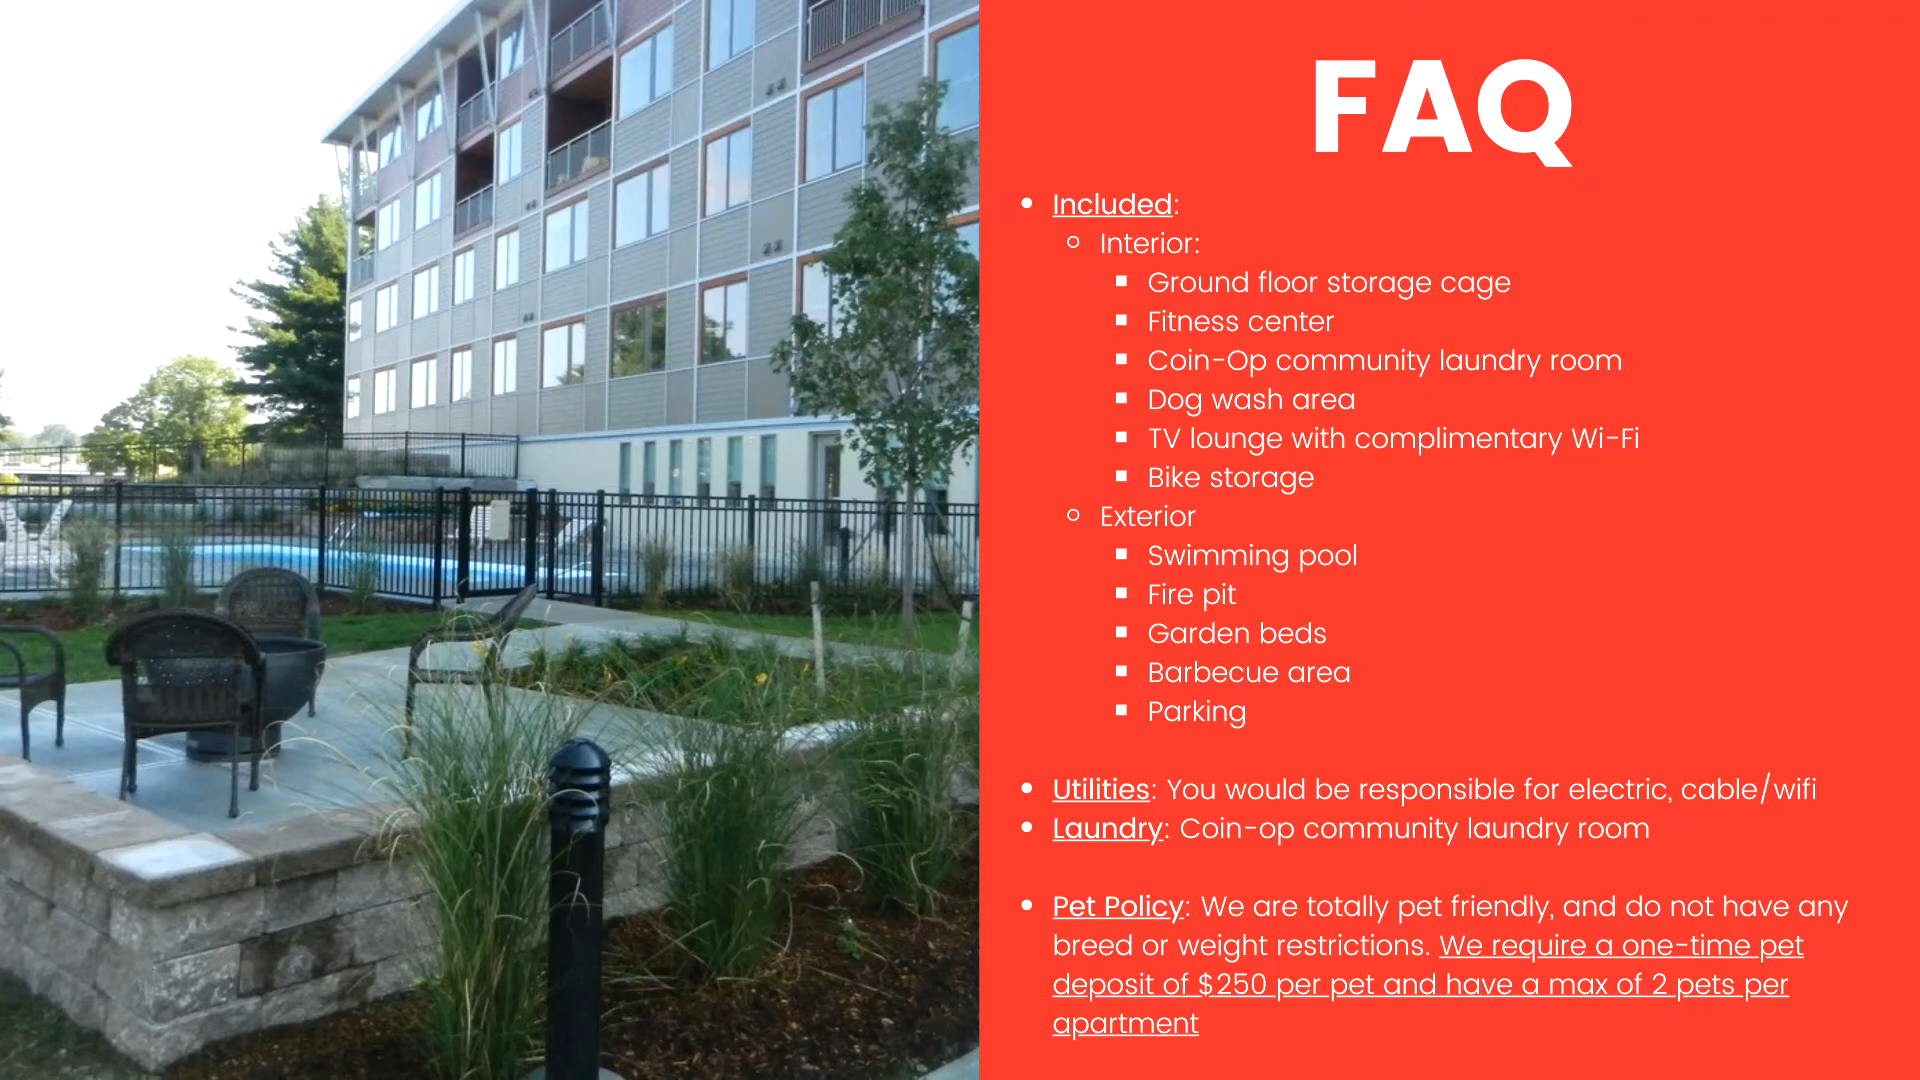 FAQ
Included:
Interior:
Ground floor storage cage
Fitness center
Coin-Op community laundry room
Dog wash area
TV lounge with complimentary Wi-Fi
Bike storage
Exterior
Swimming pool
Fire pit
Garden beds
Barbecue area
Parking
Utilities: You would be responsible for electric, cable/wifi
Laundry: Coin-op community laundry room
Pet Policy: We are totally pet friendly, and do not have any
breed or weight restrictions. We require a one-time pet
deposit of $250 per pet and have a max of 2 pets per
apartment